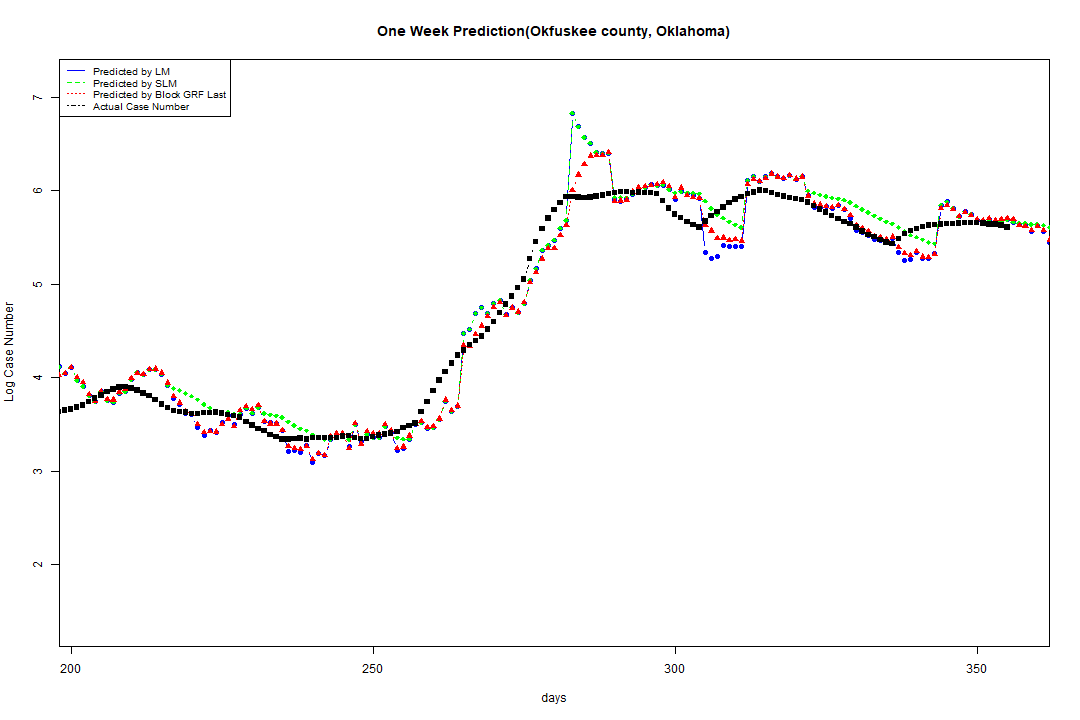 One Week Prediction(Okfuskee county, Oklahoma)
Predicted by LM
Predicted by SLM
Predicted by Block GRF Last
Actual Case Number
Log Case Number
7
6
5
4
3
2
200
250
300
350
days